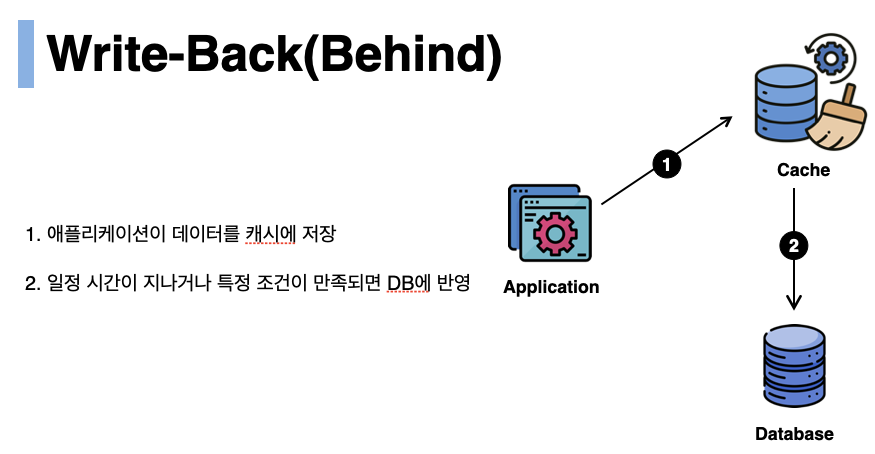 Write-Back(Behind)
1. 애플리케이션이 데이터를 캐시에 저장
2. 일정 시간이 지나거나 특정 조건이 만족되면 DB에 반영
Application
1
Cache
2
Database